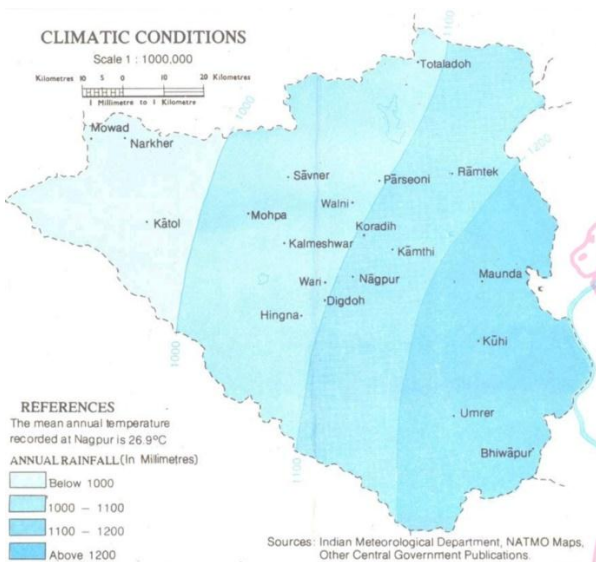 CLIMATIC CONDITIONS
Scale 1 : 1000,000
Kilometres 10 5 0 10 20 Kilometres
1 Millimetre to 1 Kilometre
1100
Totaladoh
1000
Mowad
Narkher
1200
Sāvner
Pārseoni
Rāmtek
Walni
Mohpa
Kātol
Koradih
Kalmeshwar
Kāmthi
Wari
Nāgpur
Maunda
Digdoh
Hingna
1000
Kūhi
REFERENCES
The mean annual temperature
recorded at Nagpur is 26.9ºC
Umrer
ANNUAL RAINFALL (In Millimetres)
1100
Bhiwāpur
Below 1000
1000 – 1100
1100 – 1200
Above 1200
Sources: Indian Meteorological Department, NATMO Maps,
Other Central Government Publications.